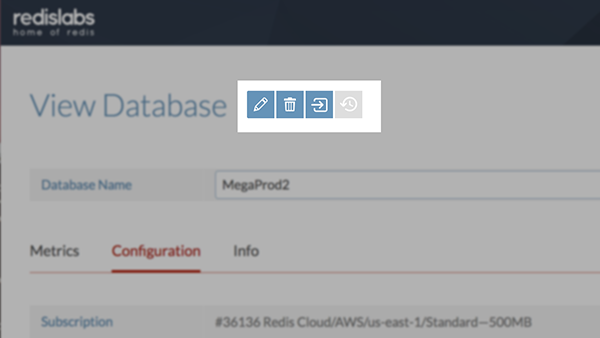 redislabs
home of redis
View Database
Database Name
MegaProd2
Metrics
Configuration
Info
Subscription
#36136 Redis Cloud/AWS/us-east-1/Standard—500MB